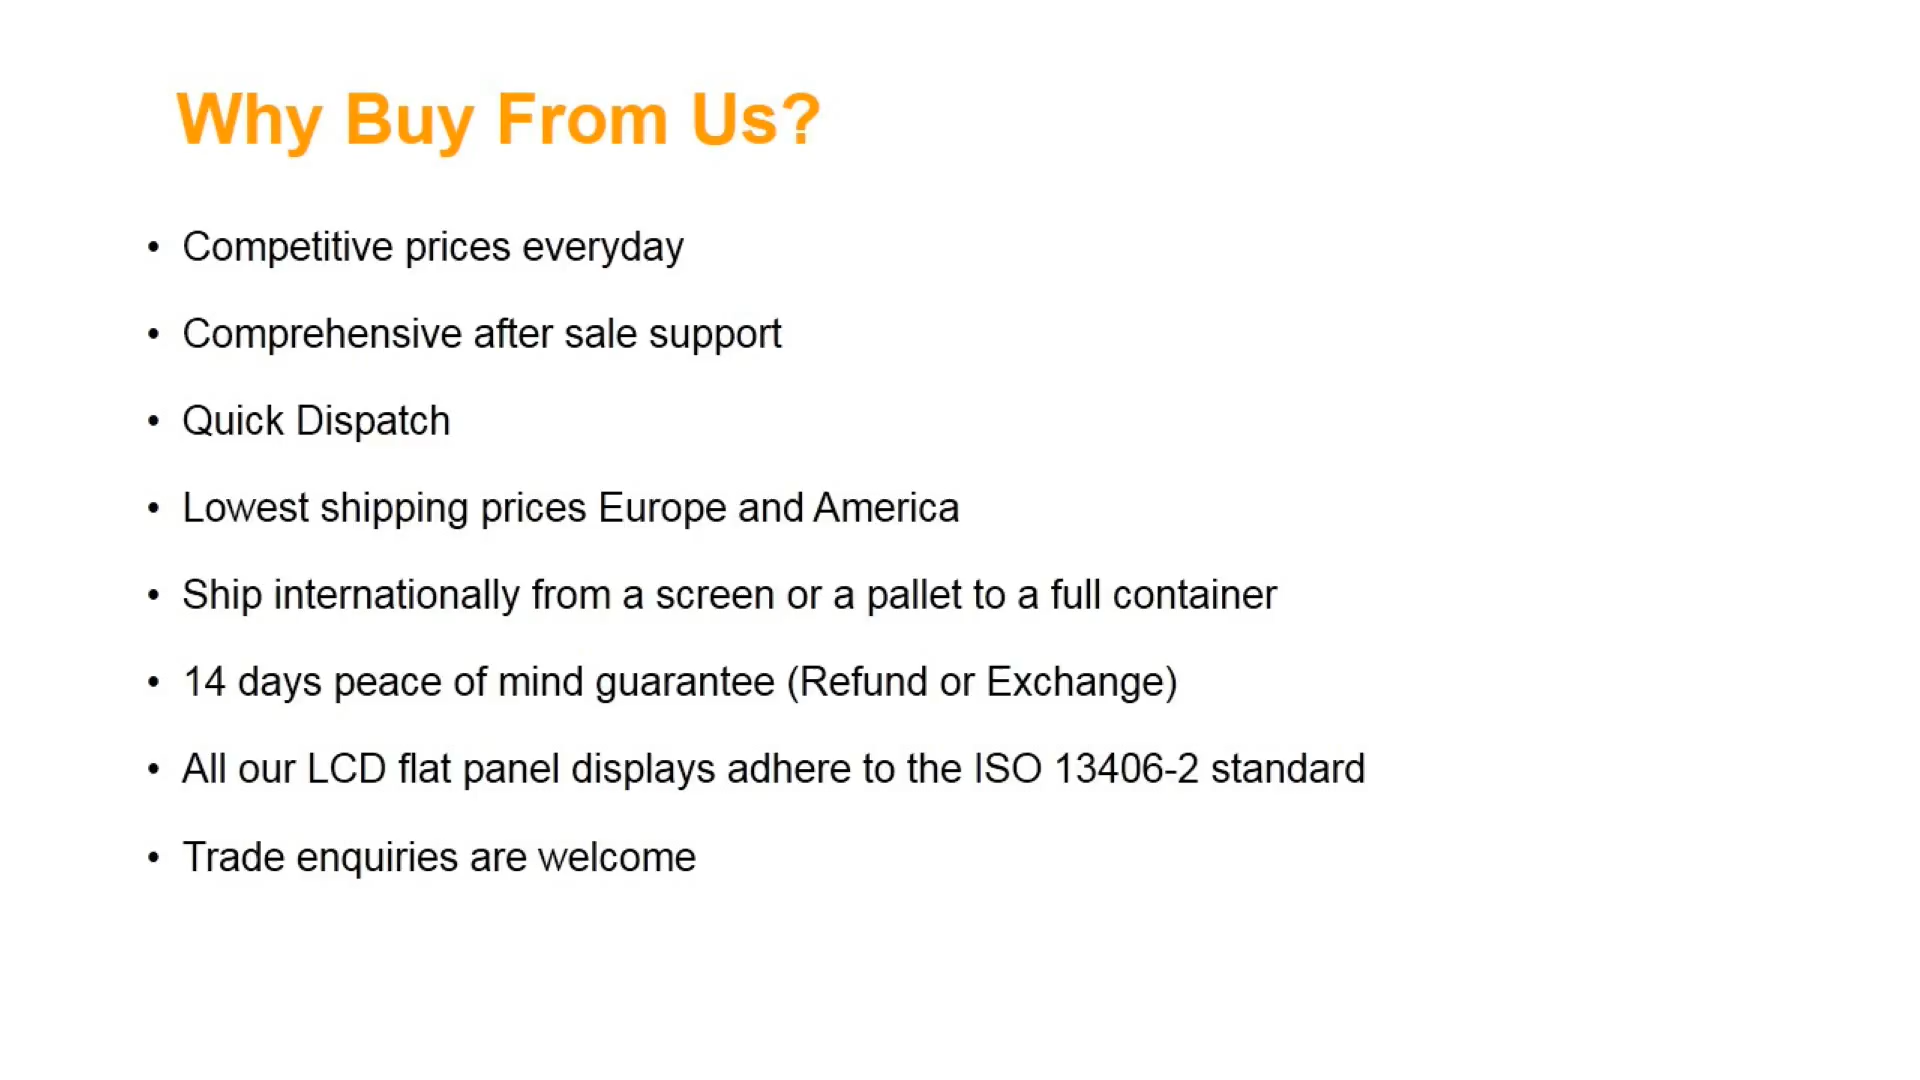 Why Buy From Us?
• Competitive prices everyday
• Comprehensive after sale support
• Quick Dispatch
• Lowest shipping prices Europe and America
• Ship internationally from a screen or a pallet to a full container
• 14 days peace of mind guarantee (Refund or Exchange)
• All our LCD flat panel displays adhere to the ISO 13406-2 standard
• Trade enquiries are welcome